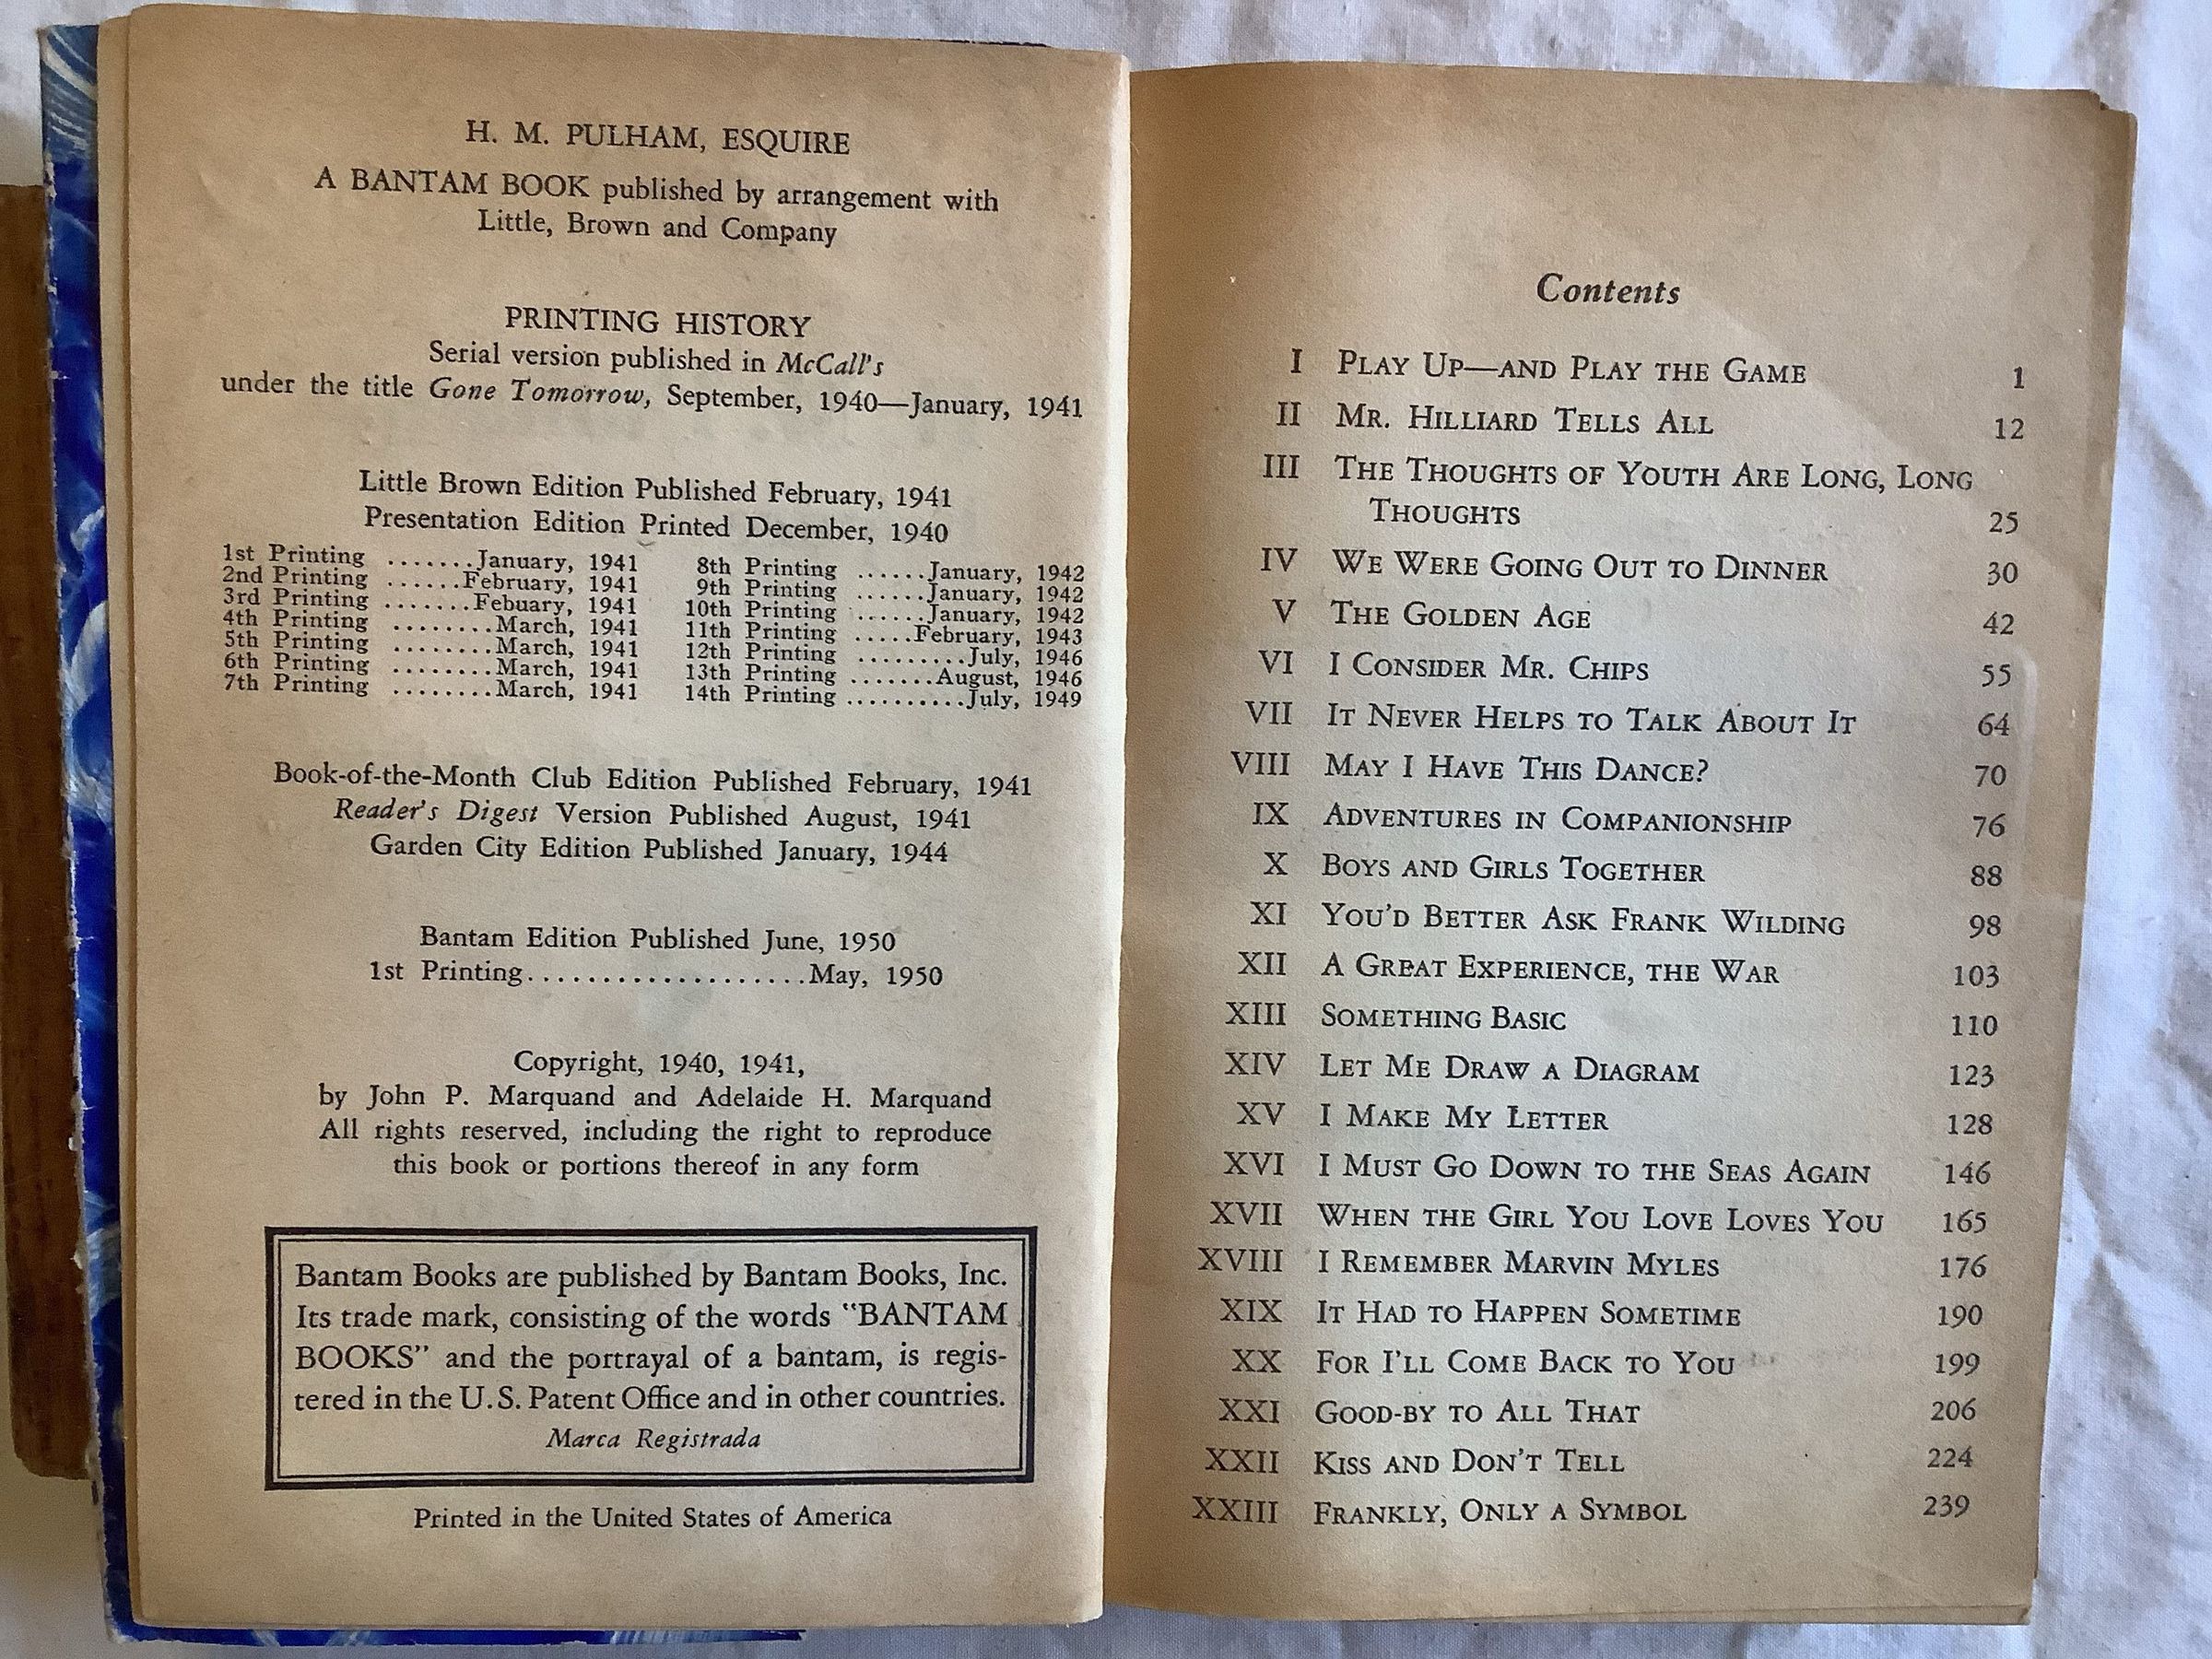 H. M. PULHAM, ESQUIRE
A BANTAM BOOK published by arrangement with
Little, Brown and Company
PRINTING HISTORY
Serial version published in McCall's
under the title Gone Tomorrow, September, 1940—January, 1941
Little Brown Edition Published February, 1941
Presentation Edition Printed December, 1940
1st Printing .......January, 1941
2nd Printing ......February, 1941
3rd Printing .......Febuary, 1941
4th Printing ........March, 1941
5th Printing ........March, 1941
6th Printing ........March, 1941
7th Printing ........March, 1941
8th Printing ......January, 1942
9th Printing ......January, 1942
10th Printing ......January, 1942
11th Printing .....February, 1943
12th Printing .........July, 1946
13th Printing .......August, 1946
14th Printing ..........July, 1949
Book-of-the-Month Club Edition Published February, 1941
Reader's Digest Version Published August, 1941
Garden City Edition Published January, 1944
Bantam Edition Published June, 1950
1st Printing...................May, 1950
Copyright, 1940, 1941,
by John P. Marquand and Adelaide H. Marquand
All rights reserved, including the right to reproduce
this book or portions thereof in any form
Bantam Books are published by Bantam Books, Inc.
Its trade mark, consisting of the words "BANTAM
BOOKS" and the portrayal of a bantam, is regis-
tered in the U.S. Patent Office and in other countries.
Marca Registrada
Printed in the United States of America
Contents
I PLAY UP—AND PLAY THE GAME 1
II MR. HILLIARD TELLS ALL 12
III THE THOUGHTS OF YOUTH ARE LONG, LONG
THOUGHTS 25
IV WE WERE GOING OUT TO DINNER 30
V THE GOLDEN AGE 42
VI I CONSIDER MR. CHIPS 55
VII IT NEVER HELPS TO TALK ABOUT IT 64
VIII MAY I HAVE THIS DANCE? 70
IX ADVENTURES IN COMPANIONSHIP 76
X BOYS AND GIRLS TOGETHER 88
XI YOU'D BETTER ASK FRANK WILDING 98
XII A GREAT EXPERIENCE, THE WAR 103
XIII SOMETHING BASIC 110
XIV LET ME DRAW A DIAGRAM 123
XV I MAKE MY LETTER 128
XVI I MUST GO DOWN TO THE SEAS AGAIN 146
XVII WHEN THE GIRL YOU LOVE LOVES YOU 165
XVIII I REMEMBER MARVIN MYLES 176
XIX IT HAD TO HAPPEN SOMETIME 190
XX FOR I'LL COME BACK TO YOU 199
XXI GOOD-BY TO ALL THAT 206
XXII KISS AND DON'T TELL 224
XXIII FRANKLY, ONLY A SYMBOL 239